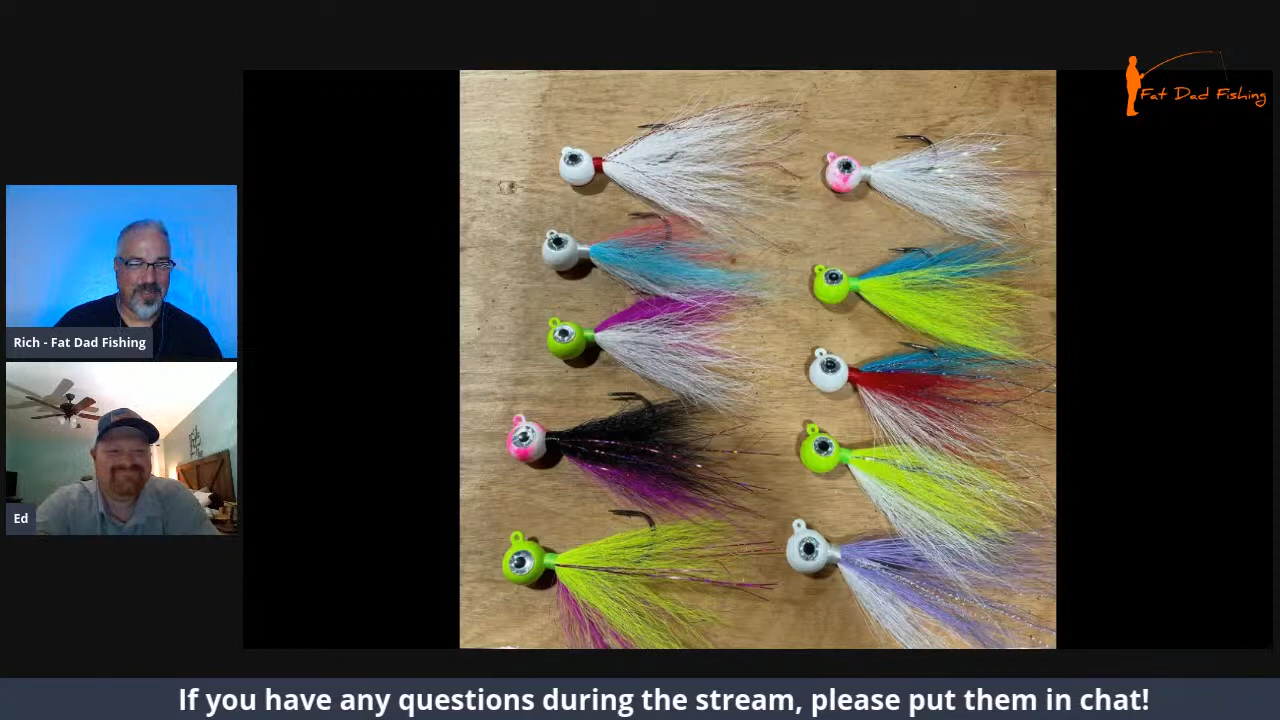 Fat Dad Fishing
Rich - Fat Dad Fishing
Ed
If you have any questions during the stream, please put them in chat!